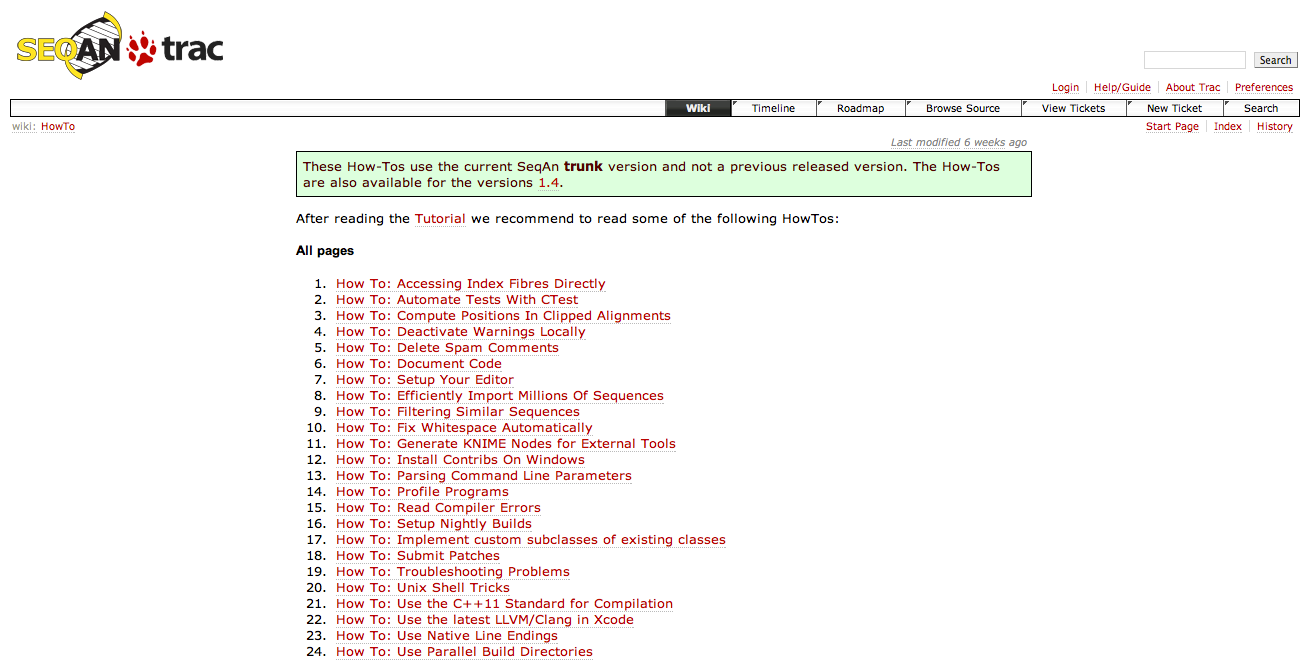 SEQAN trac
Search
Login Help/Guide About Trac Preferences
Wiki Timeline Roadmap Browse Source View Tickets New Ticket Search
wiki: HowTo Start Page Index History
Last modified 6 weeks ago
These How-Tos use the current SeqAn trunk version and not a previous released version. The How-Tos
are also available for the versions 1.4.
After reading the Tutorial we recommend to read some of the following HowTos:
All pages
1. How To: Accessing Index Fibres Directly
2. How To: Automate Tests With CTest
3. How To: Compute Positions In Clipped Alignments
4. How To: Deactivate Warnings Locally
5. How To: Delete Spam Comments
6. How To: Document Code
7. How To: Setup Your Editor
8. How To: Efficiently Import Millions Of Sequences
9. How To: Filtering Similar Sequences
10. How To: Fix Whitespace Automatically
11. How To: Generate KNIME Nodes for External Tools
12. How To: Install Contribs On Windows
13. How To: Parsing Command Line Parameters
14. How To: Profile Programs
15. How To: Read Compiler Errors
16. How To: Setup Nightly Builds
17. How To: Implement custom subclasses of existing classes
18. How To: Submit Patches
19. How To: Troubleshooting Problems
20. How To: Unix Shell Tricks
21. How To: Use the C++11 Standard for Compilation
22. How To: Use the latest LLVM/Clang in Xcode
23. How To: Use Native Line Endings
24. How To: Use Parallel Build Directories